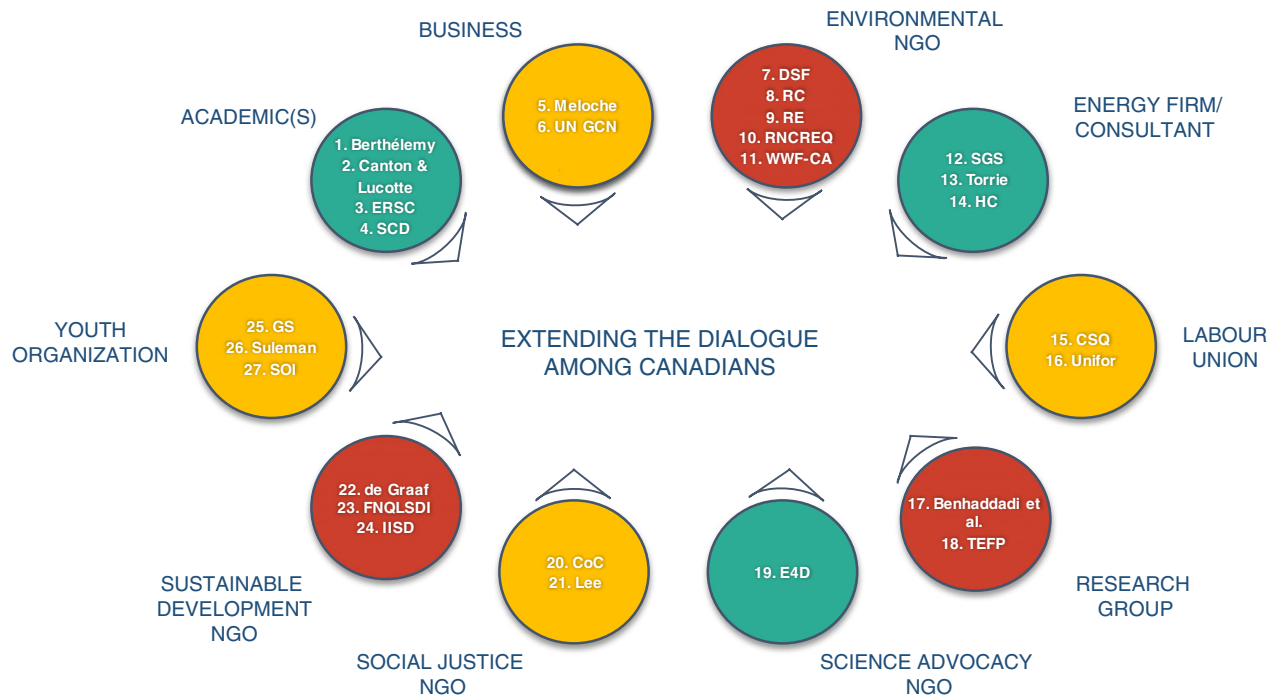 BUSINESS
5. Meloche
6. UN GCN
ENVIRONMENTAL
NGO
7. DSF
8. RC
9. RE
10. RNCREQ
11. WWF-CA
ENERGY FIRM/
CONSULTANT
12. SGS
13. Torrie
14. HC
LABOUR
UNION
15. CSQ
16. Unifor
RESEARCH
GROUP
17. Benhaddadi et
al.
18. TEFP
SCIENCE ADVOCACY
NGO
19. E4D
SOCIAL JUSTICE
NGO
20. CoC
21. Lee
SUSTAINABLE
DEVELOPMENT
NGO
22. de Graaf
23. FNQLSDI
24. IISD
YOUTH
ORGANIZATION
25. GS
26. Suleman
27. SOI
ACADEMIC(S)
1. Berthélemy
2. Canton &
Lucotte
3. ERSC
4. SCD
EXTENDING THE DIALOGUE
AMONG CANADIANS